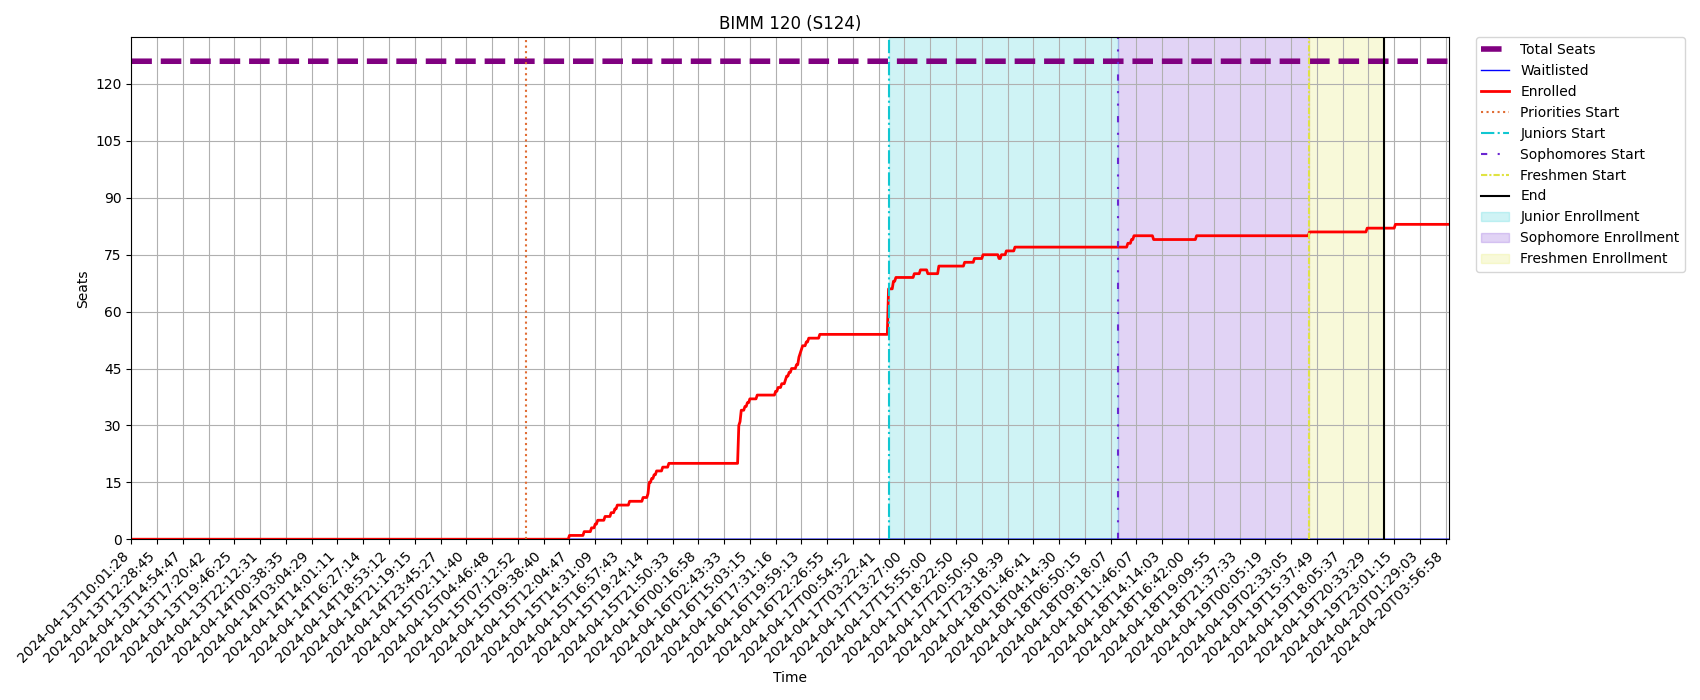 BIMM 120 (S124)
Seats
120
105
90
75
60
45
30
15
0
2024-04-13T10:01:28
2024-04-13T12:28:45
2024-04-13T14:54:47
2024-04-13T17:20:42
2024-04-13T19:46:25
2024-04-13T22:12:31
2024-04-14T00:38:35
2024-04-14T03:04:29
2024-04-14T14:01:11
2024-04-14T16:27:14
2024-04-14T18:53:12
2024-04-14T21:19:15
2024-04-14T23:45:27
2024-04-15T02:11:40
2024-04-15T04:46:48
2024-04-15T07:12:52
2024-04-15T09:38:40
2024-04-15T12:04:47
2024-04-15T14:31:09
2024-04-15T16:57:43
2024-04-15T19:24:14
2024-04-15T21:50:33
2024-04-16T00:16:58
2024-04-16T02:43:33
2024-04-16T15:03:15
2024-04-16T17:31:16
2024-04-16T19:59:13
2024-04-16T22:26:55
2024-04-17T00:54:52
2024-04-17T03:22:41
2024-04-17T13:27:00
2024-04-17T15:55:00
2024-04-17T18:22:50
2024-04-17T20:50:50
2024-04-17T23:18:39
2024-04-18T01:46:41
2024-04-18T04:14:30
2024-04-18T06:50:15
2024-04-18T09:18:07
2024-04-18T11:46:07
2024-04-18T14:14:03
2024-04-18T16:42:00
2024-04-18T19:09:55
2024-04-18T21:37:33
2024-04-19T00:05:19
2024-04-19T02:33:05
2024-04-19T15:37:49
2024-04-19T18:05:37
2024-04-19T20:33:29
2024-04-19T23:01:15
2024-04-20T01:29:03
2024-04-20T03:56:58
Time
Total Seats
Waitlisted
Enrolled
Priorities Start
Juniors Start
Sophomores Start
Freshmen Start
End
Junior Enrollment
Sophomore Enrollment
Freshmen Enrollment